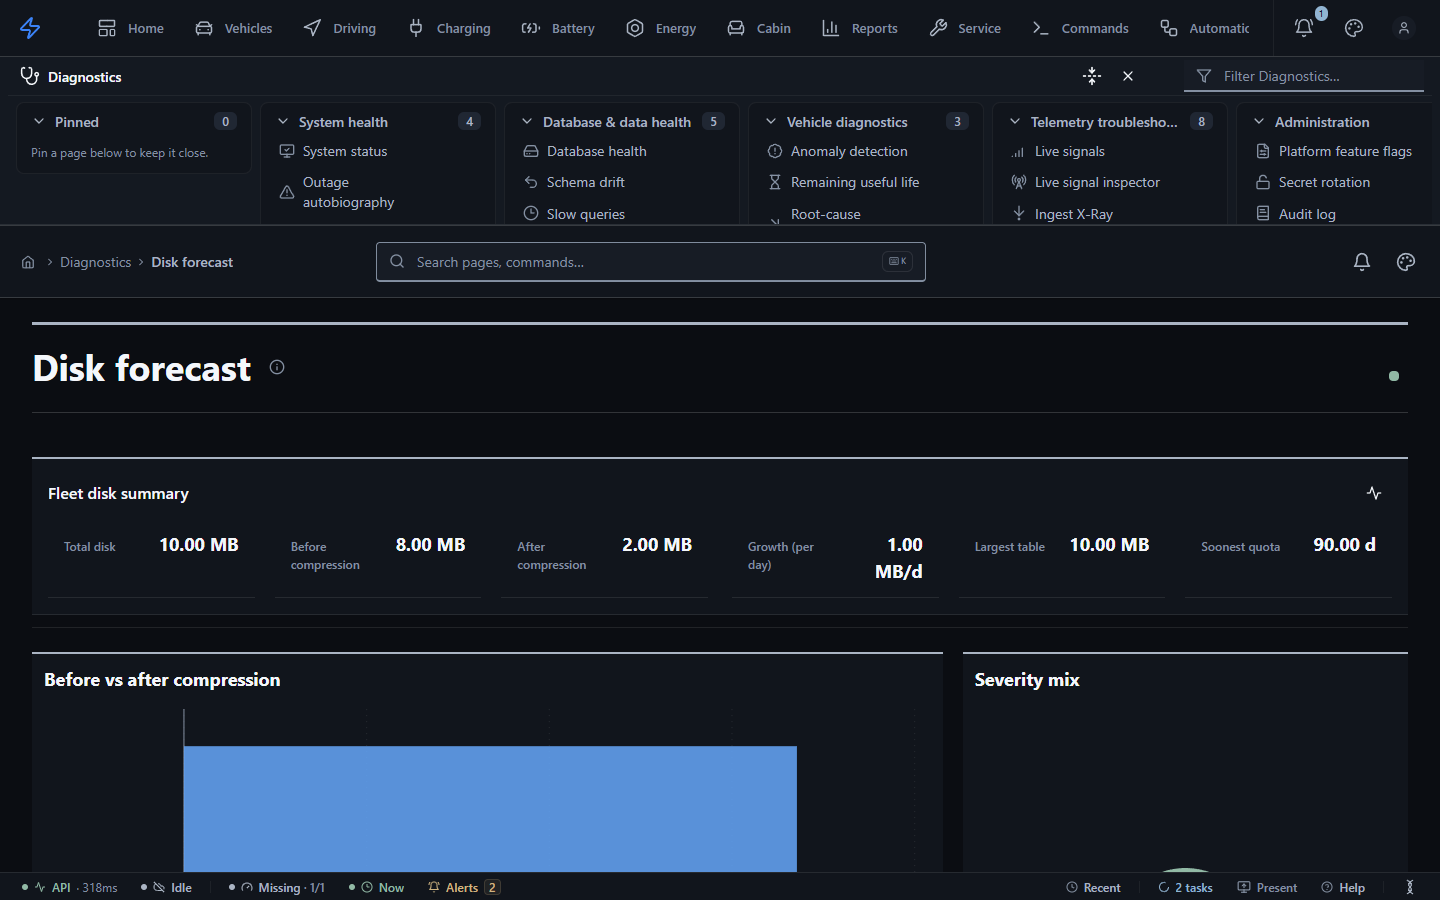 Home Vehicles Driving Charging Battery Energy Cabin Reports Service Commands Automatic 1
Diagnostics Filter Diagnostics...
Pinned 0
Pin a page below to keep it close.
System health 4
System status
Outage
autobiography
Database & data health 5
Database health
Schema drift
Slow queries
Vehicle diagnostics 3
Anomaly detection
Remaining useful life
Root-cause
Telemetry troublesho... 8
Live signals
Live signal inspector
Ingest X-Ray
Administration
Platform feature flags
Secret rotation
Audit log
Diagnostics Disk forecast Search pages, commands... K
Disk forecast
Fleet disk summary
Total disk 10.00 MB
Before
compression 8.00 MB
After
compression 2.00 MB
Growth (per
day) 1.00
MB/d
Largest table 10.00 MB
Soonest quota 90.00 d
Before vs after compression
Severity mix
API · 318ms Idle Missing · 1/1 Now Alerts 2 Recent 2 tasks Present Help